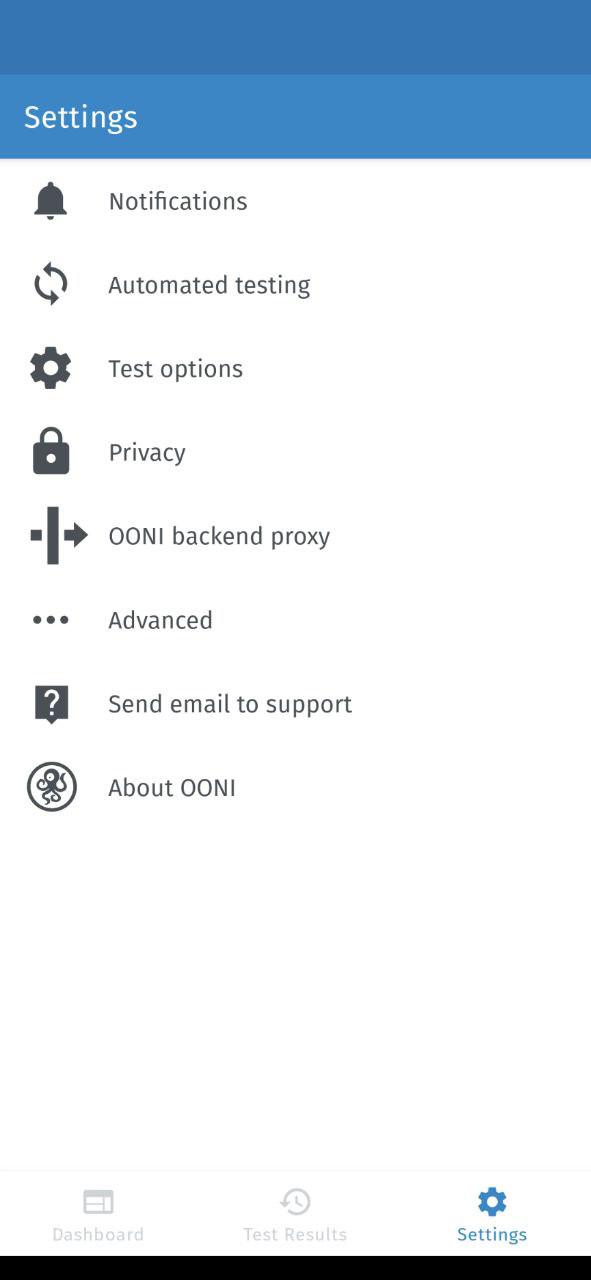 Settings
Notifications
Automated testing
Test options
Privacy
OONI backend proxy
Advanced
Send email to support
About OONI
Dashboard
Test Results
Settings